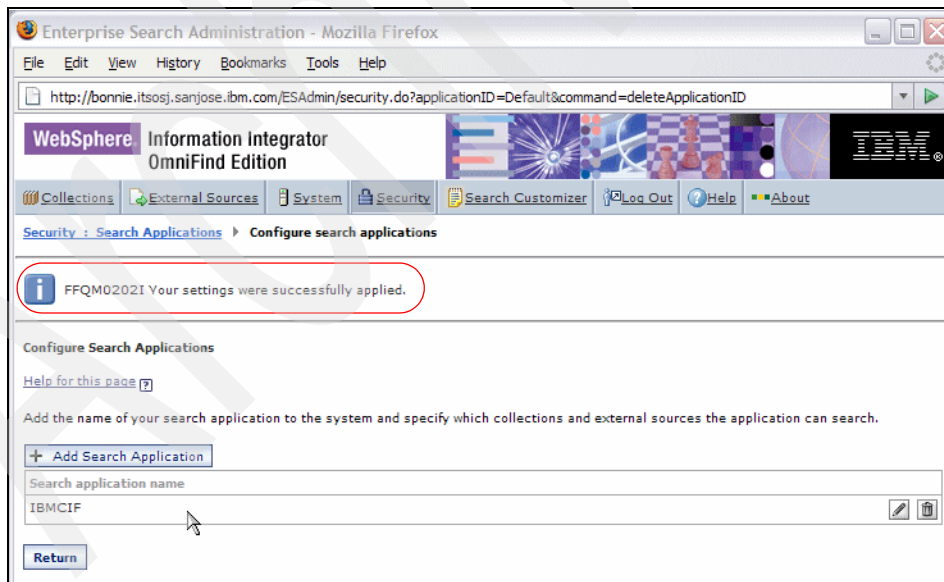 Enterprise Search Administration - Mozilla Firefox
File Edit View History Bookmarks Tools Help
http://bonnie.itsosj.sanjose.ibm.com/ESAdmin/security.do?applicationID=Default&command=deleteApplicationID
WebSphere. Information Integrator
OmniFind Edition
IBM®
Collections External Sources System Security Search Customizer Log Out Help About
Security : Search Applications Configure search applications
FFQM0202I Your settings were successfully applied.
Configure Search Applications
Help for this page ?
Add the name of your search application to the system and specify which collections and external sources the application can search.
+ Add Search Application
Search application name
IBMCIF
Return